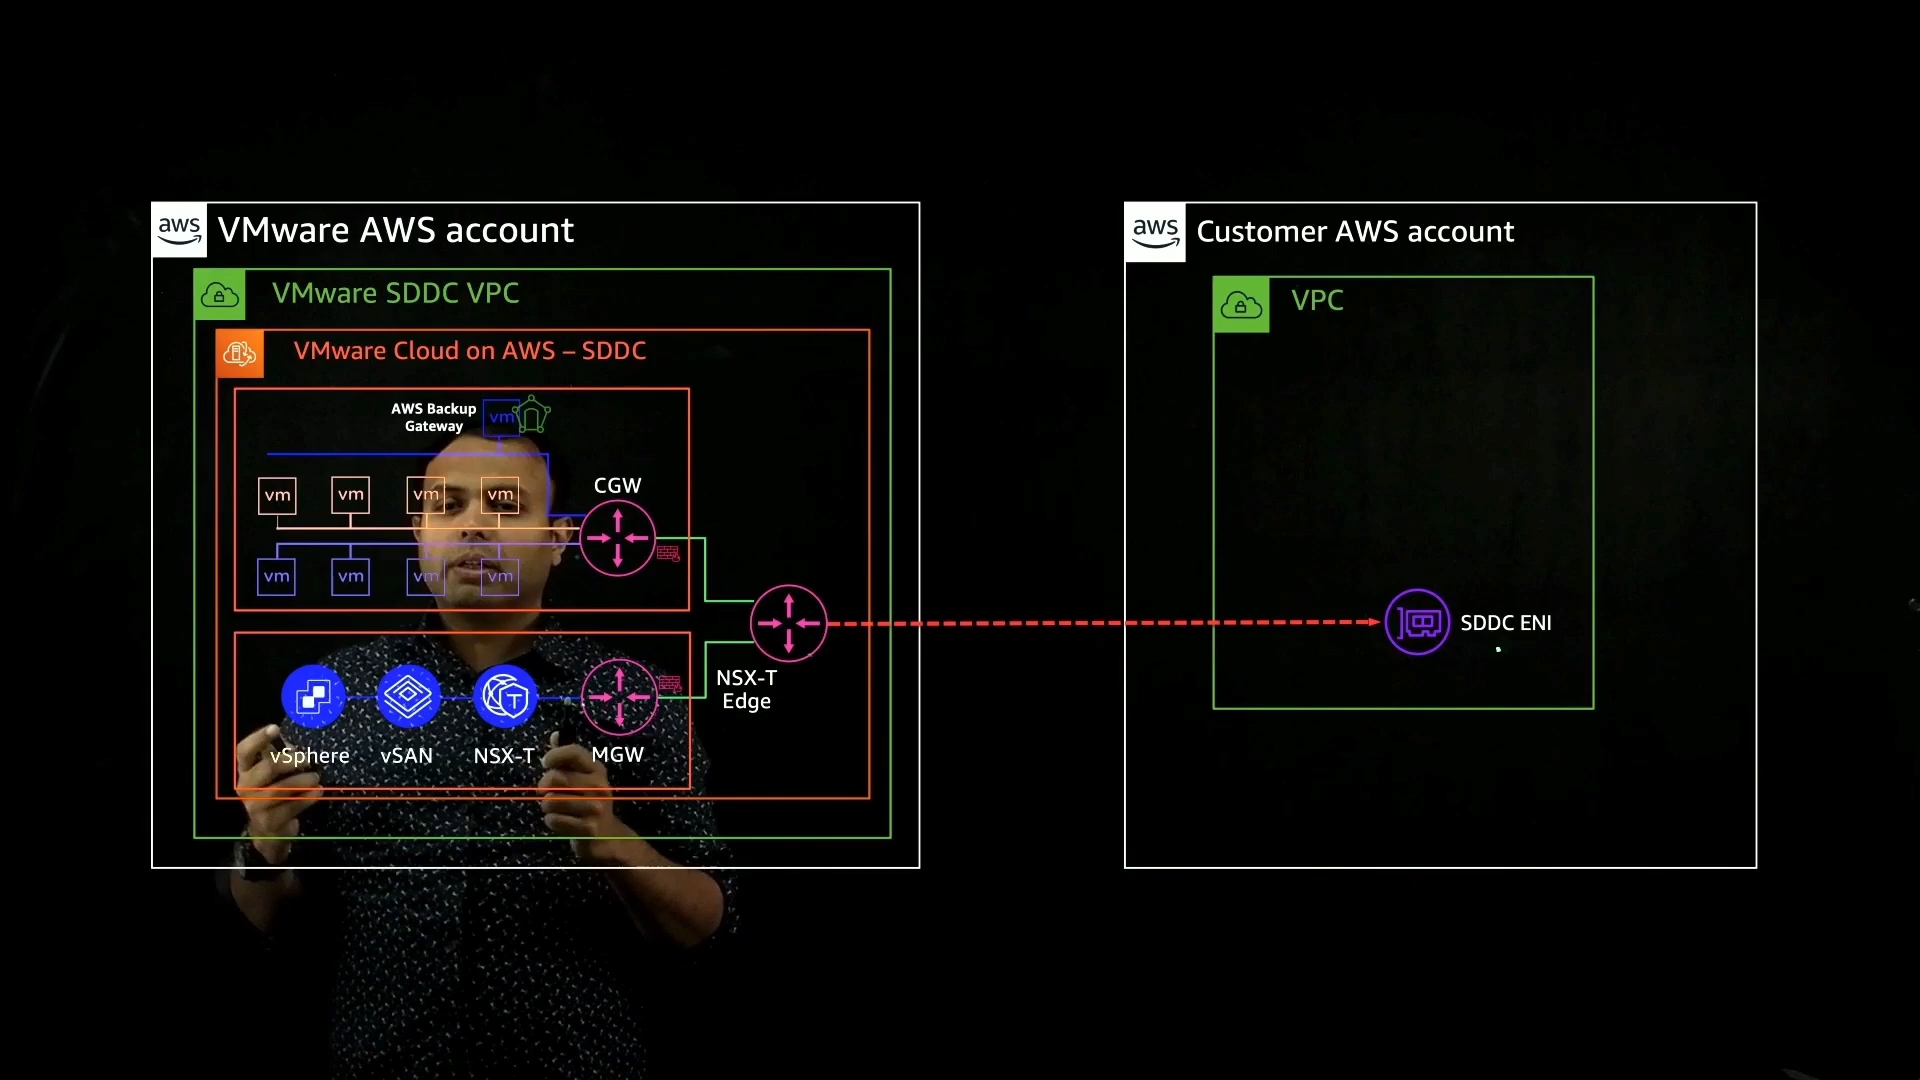 aws
VMware AWS account
VMware SDDC VPC
VMware Cloud on AWS – SDDC
AWS Backup
Gateway
vm
vm
vm
vm
vm
CGW
vm
vm
vm
vm
NSX-T
Edge
T
vSphere
vSAN
NSX-T
MGW
aws
Customer AWS account
VPC
SDDC ENI